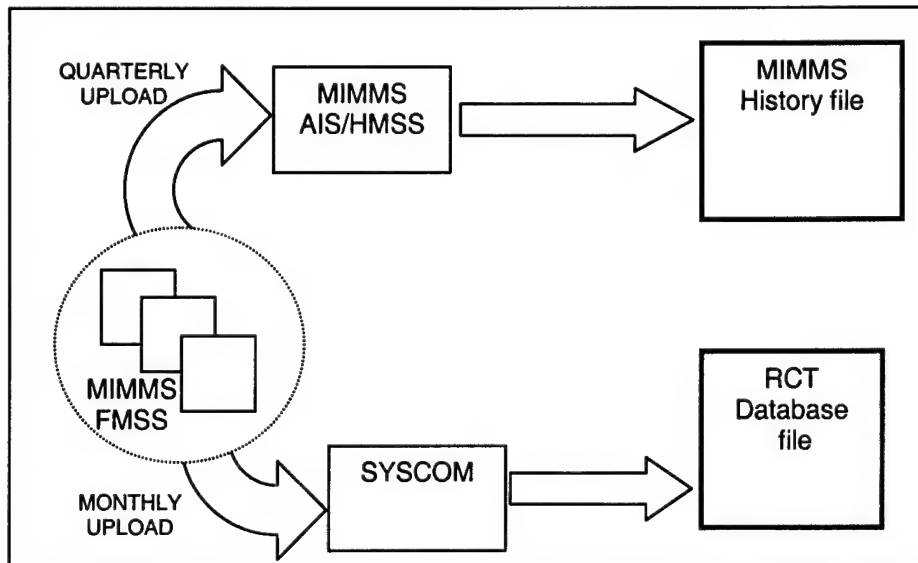 QUARTERLY
UPLOAD
MIMMS
AIS/HMSS
MIMMS
History file
MIMMS
FMSS
MONTHLY
UPLOAD
SYSCOM
RCT
Database
file